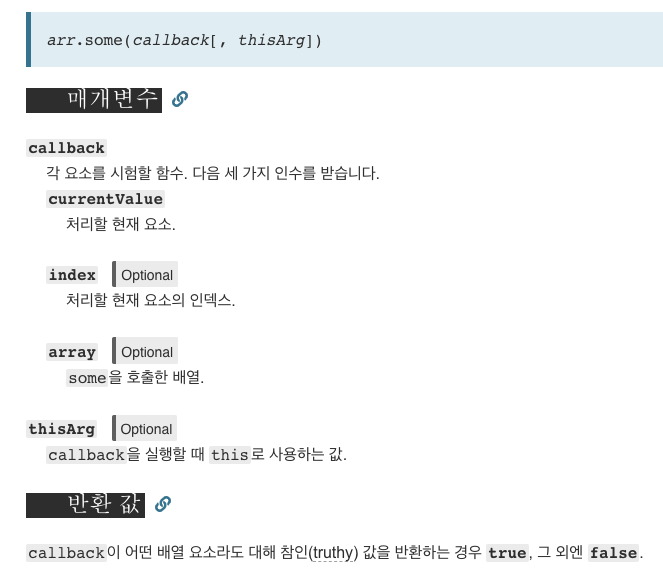 arr.some(callback[, thisArg])
매개변수
callback
각 요소를 시험할 함수. 다음 세 가지 인수를 받습니다.
currentValue
처리할 현재 요소.
index Optional
처리할 현재 요소의 인덱스.
array Optional
some을 호출한 배열.
thisArg Optional
callback을 실행할 때 this로 사용하는 값.
반환 값
callback이 어떤 배열 요소라도 대해 참인(truthy) 값을 반환하는 경우 true, 그 외엔 false.